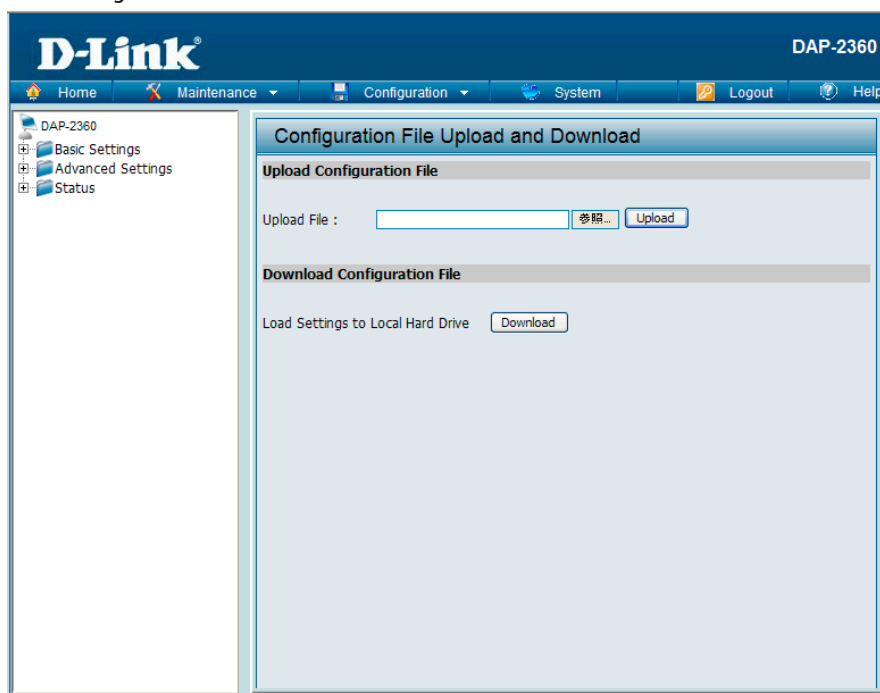 D-Link®
DAP-2360
Home Maintenance Configuration System Logout Help
DAP-2360
Basic Settings
Advanced Settings
Status
Configuration File Upload and Download
Upload Configuration File
Upload File : 参照... Upload
Download Configuration File
Load Settings to Local Hard Drive Download